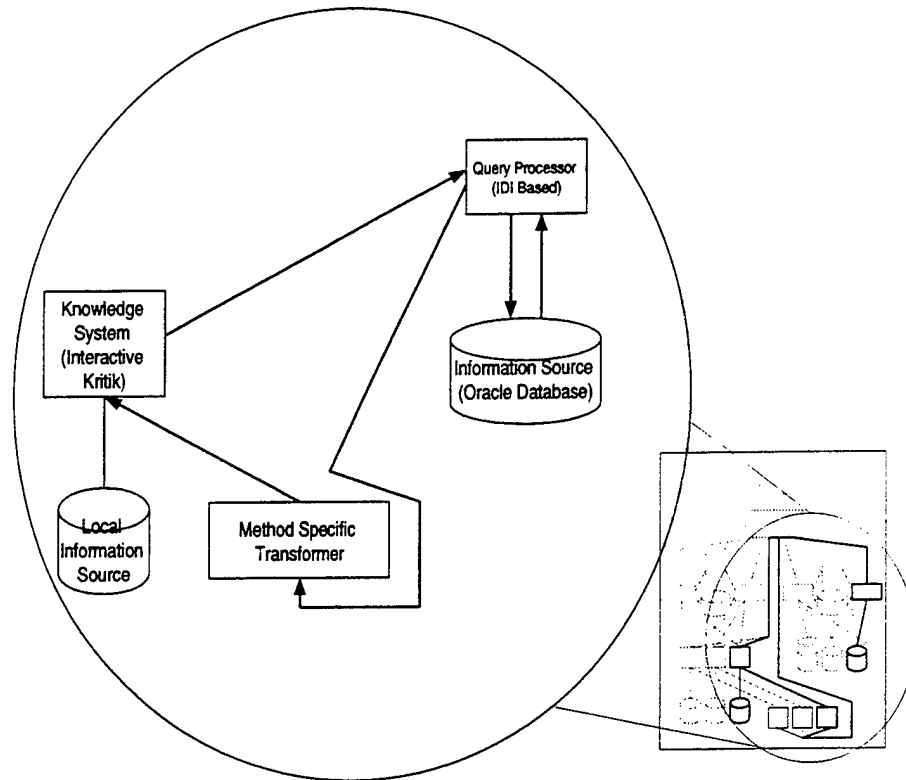 Query Processor
(IDI Based)
Knowledge
System
(Interactive
Kritik)
Information Source
(Oracle Database)
Local
Information
Source
Method Specific
Transformer